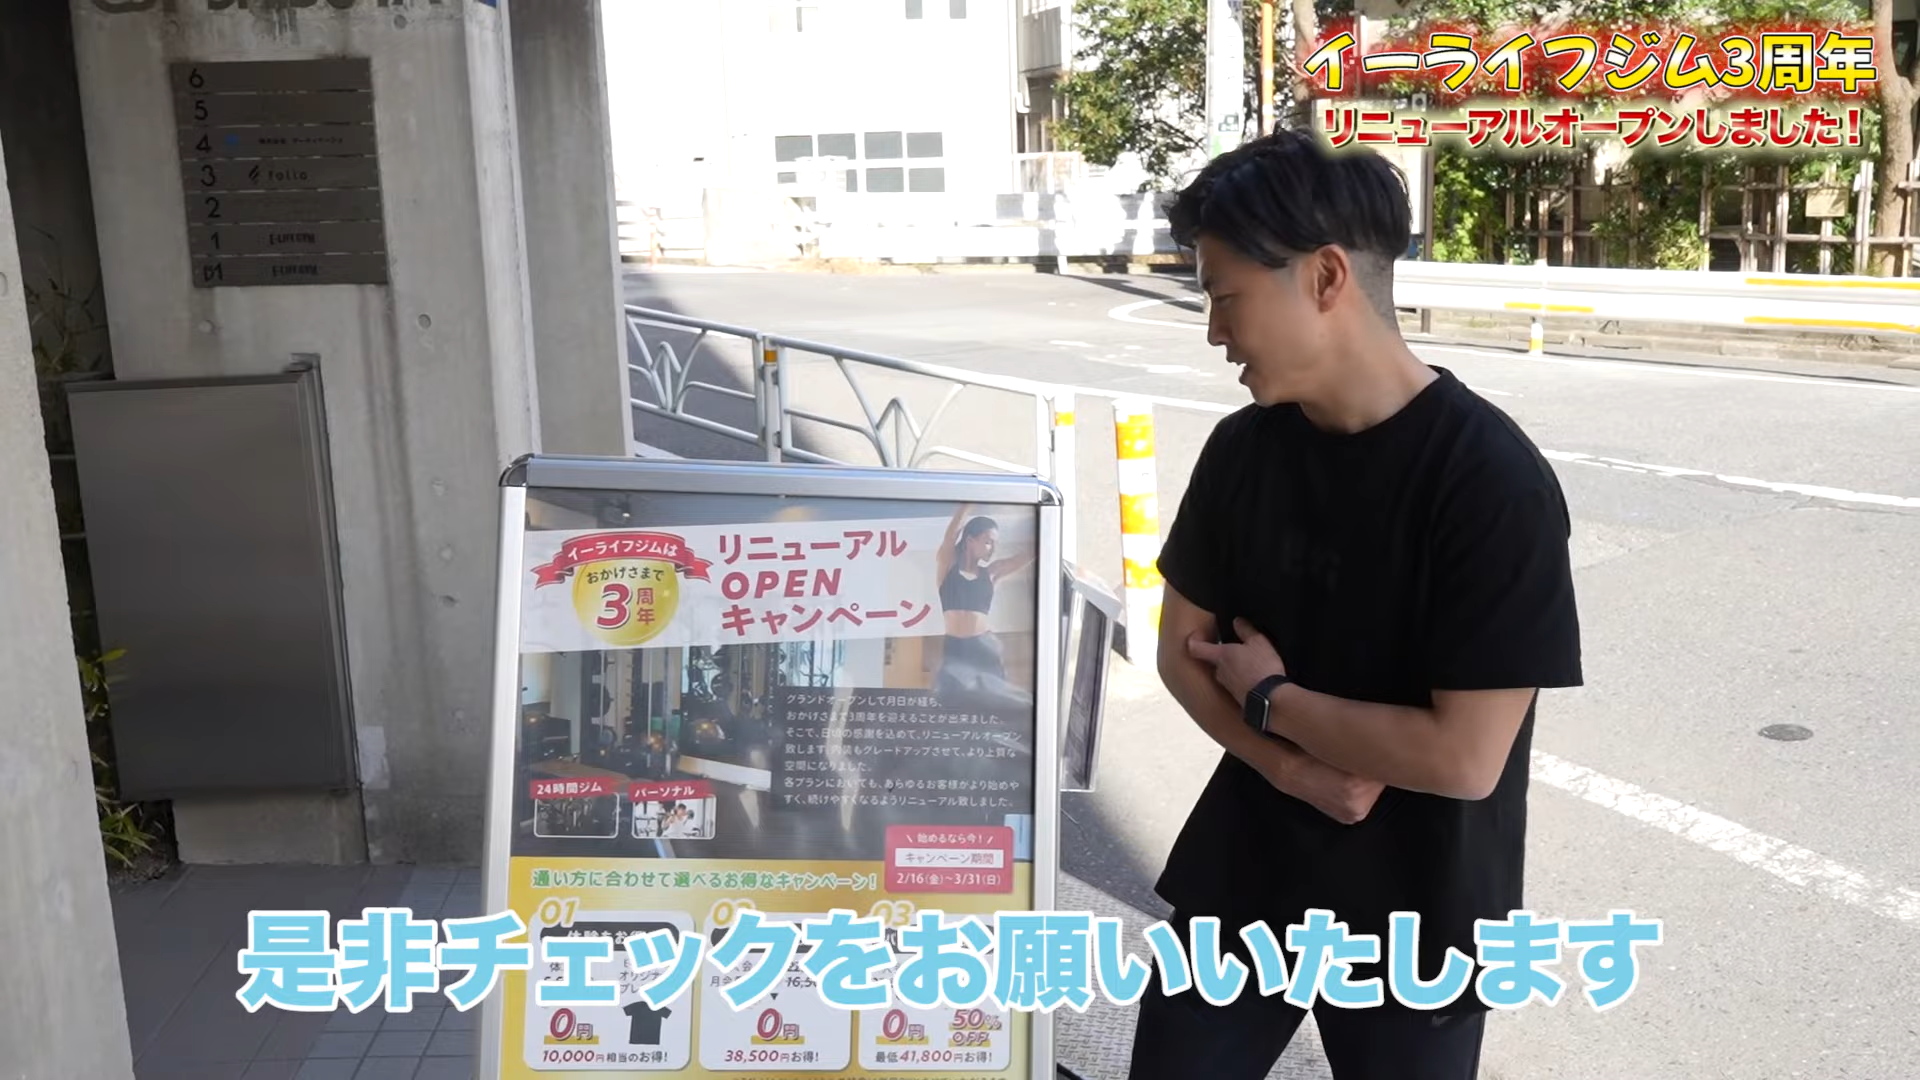 イーライフジム3周年
リニューアルオープンしました!
6
5
4
3 folio
2
1 E-LIFE GYM
B1 E-LIFE GYM
イーライフジムは
おかげさまで
3周年
リニューアル
OPEN
キャンペーン
グランドオープンして月日が経ち、
おかげさまで3周年を迎えることが出来ました。
そこで、日頃の感謝を込めて、リニューアルオープン
致します。内装もグレードアップさせて、より上質な
空間になりました。
各プランにおいても、あらゆるお客様がより始めや
すく、続けやすくなるようリニューアル致しました。
24時間ジム
パーソナル
始めるなら今!
キャンペーン期間
2/16(金)~3/31(日)
通い方に合わせて選べるお得なキャンペーン!
01
02
03
是非チェックをお願いいたします
オリジナ
0円
10,000円相当のお得!
0円
38,500円お得!
0円
50% OFF
最低41,800円お得!